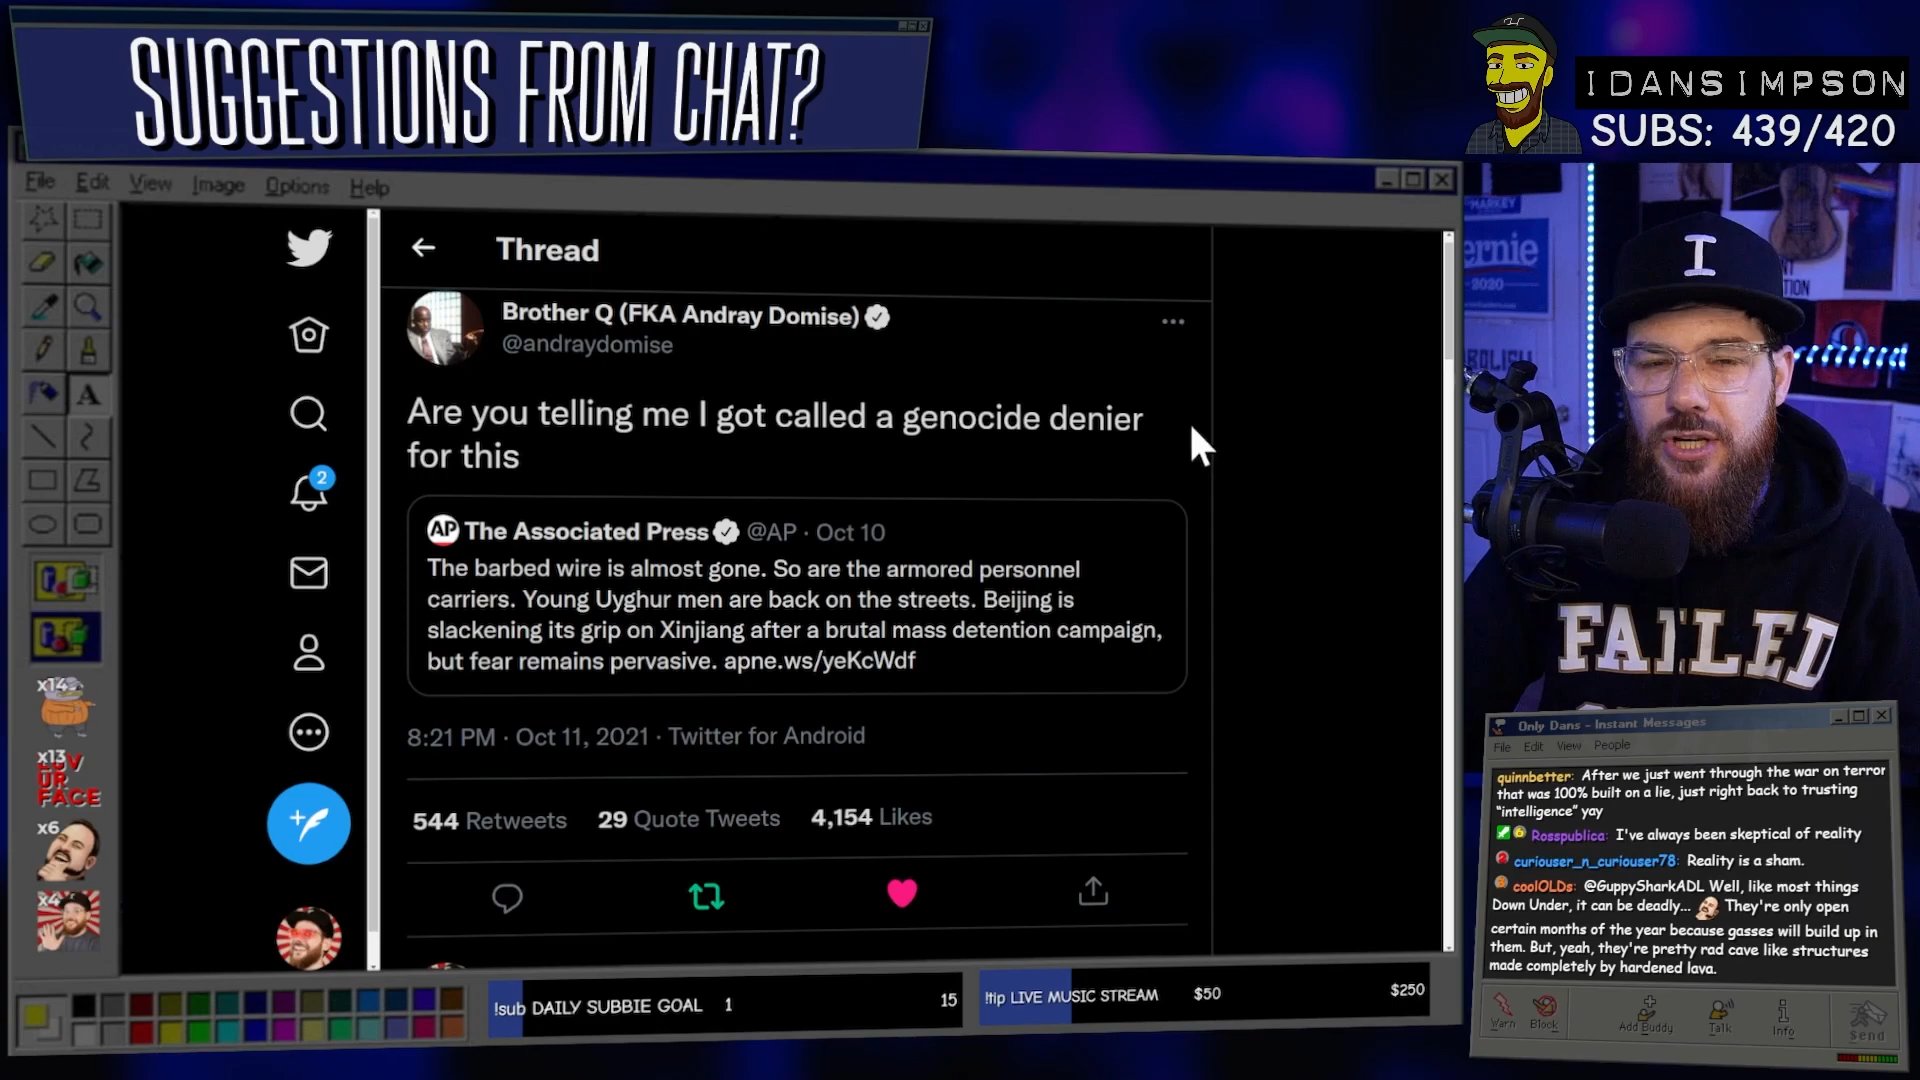 SUGGESTIONS FROM CHAT?
I DAN SIMPSON
SUBS: 439/420
File Edit View Image Options Help
Thread
Brother Q (FKA Andray Domise)
@andraydomise
Are you telling me I got called a genocide denier
for this
AP The Associated Press @AP · Oct 10
The barbed wire is almost gone. So are the armored personnel
carriers. Young Uyghur men are back on the streets. Beijing is
slackening its grip on Xinjiang after a brutal mass detention campaign,
but fear remains pervasive. apne.ws/yeKcWdf
8:21 PM · Oct 11, 2021 · Twitter for Android
544 Retweets 29 Quote Tweets 4,154 Likes
2
A
x14
x13
LUV
UR
FACE
x6
x4
!sub DAILY SUBBIE GOAL 1 15
!tip LIVE MUSIC STREAM $50 $250
MARKEY
ernie
2020
I
FAILED
Only Dans - Instant Messages
File Edit View People
quinnbetter: After we just went through the war on terror
that was 100% built on a lie, just right back to trusting
"intelligence" yay
Rosspublica: I've always been skeptical of reality
curiouser_n_curiouser78: Reality is a sham.
coolOLDs: @GuppySharkADL Well, like most things
Down Under, it can be deadly... They're only open
certain months of the year because gasses will build up in
them. But, yeah, they're pretty rad cave like structures
made completely by hardened lava.
Warn Block Add Buddy Talk Info Send